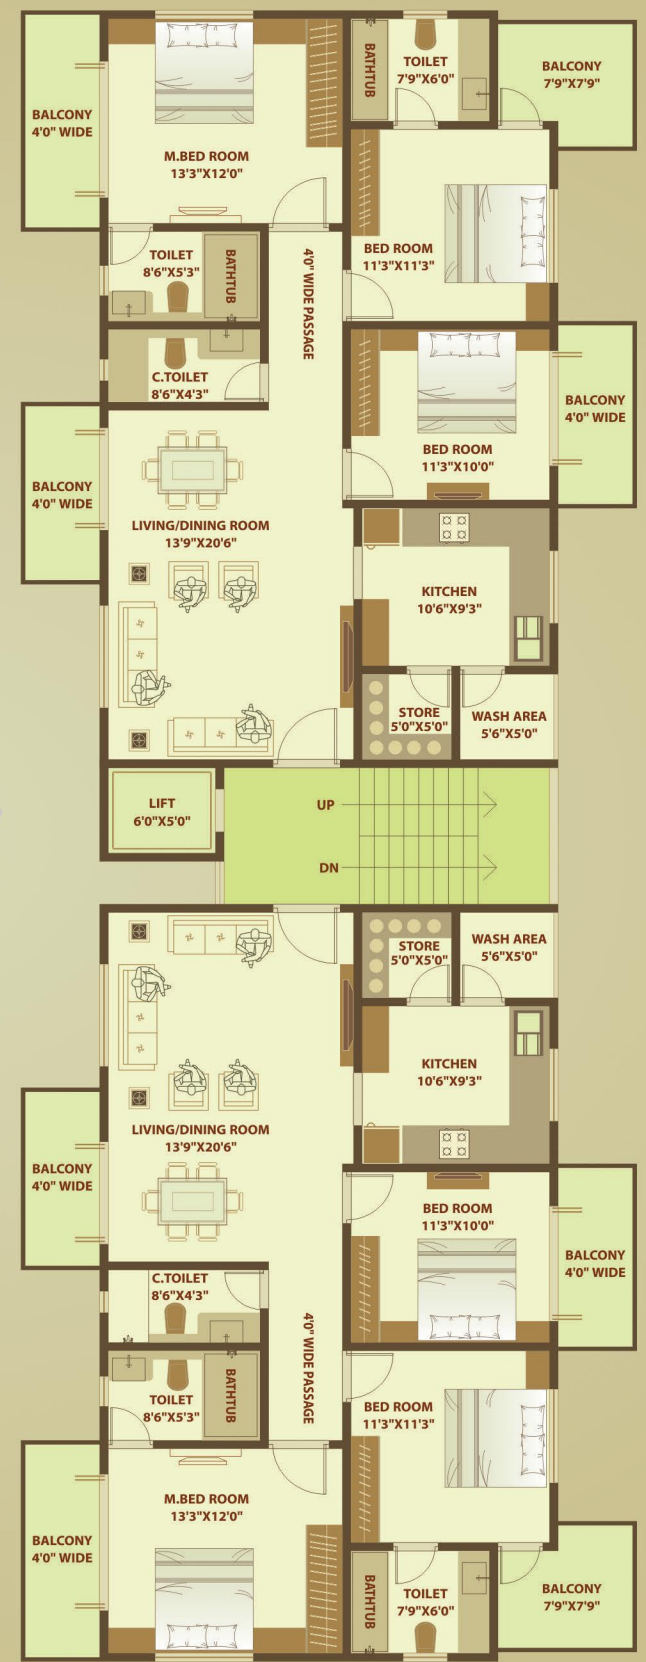 BATHTUB
TOILET
7'9"X6'0"
BALCONY
7'9"X7'9"
BALCONY
4'0" WIDE
M.BED ROOM
13'3"X12'0"
TOILET
8'6"X5'3"
BATHTUB
4'0" WIDE PASSAGE
BED ROOM
11'3"X11'3"
C.TOILET
8'6"X4'3"
BALCONY
4'0" WIDE
BED ROOM
11'3"X10'0"
BALCONY
4'0" WIDE
LIVING/DINING ROOM
13'9"X20'6"
KITCHEN
10'6"X9'3"
STORE
5'0"X5'0"
WASH AREA
5'6"X5'0"
LIFT
6'0"X5'0"
UP
DN
STORE
5'0"X5'0"
WASH AREA
5'6"X5'0"
KITCHEN
10'6"X9'3"
LIVING/DINING ROOM
13'9"X20'6"
BALCONY
4'0" WIDE
BED ROOM
11'3"X10'0"
BALCONY
4'0" WIDE
C.TOILET
8'6"X4'3"
4'0" WIDE PASSAGE
TOILET
8'6"X5'3"
BATHTUB
BED ROOM
11'3"X11'3"
M.BED ROOM
13'3"X12'0"
BALCONY
4'0" WIDE
BATHTUB
TOILET
7'9"X6'0"
BALCONY
7'9"X7'9"